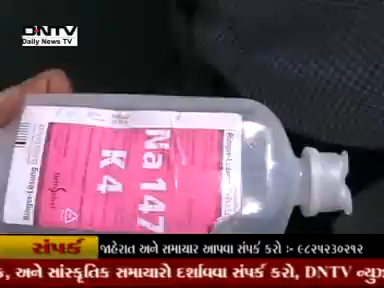 DNTV
Daily News TV
Na 147
K 4
સંપર્ક
જાહેરાત અને સમાચાર આપવા સંપર્ક કરો :- ૯૮૨૫૨૩૦૨૧૨
ક, અને સાંસ્કૃતિક સમાચારો દર્શાવવા સંપર્ક કરો, DNTV ન્યુઝ